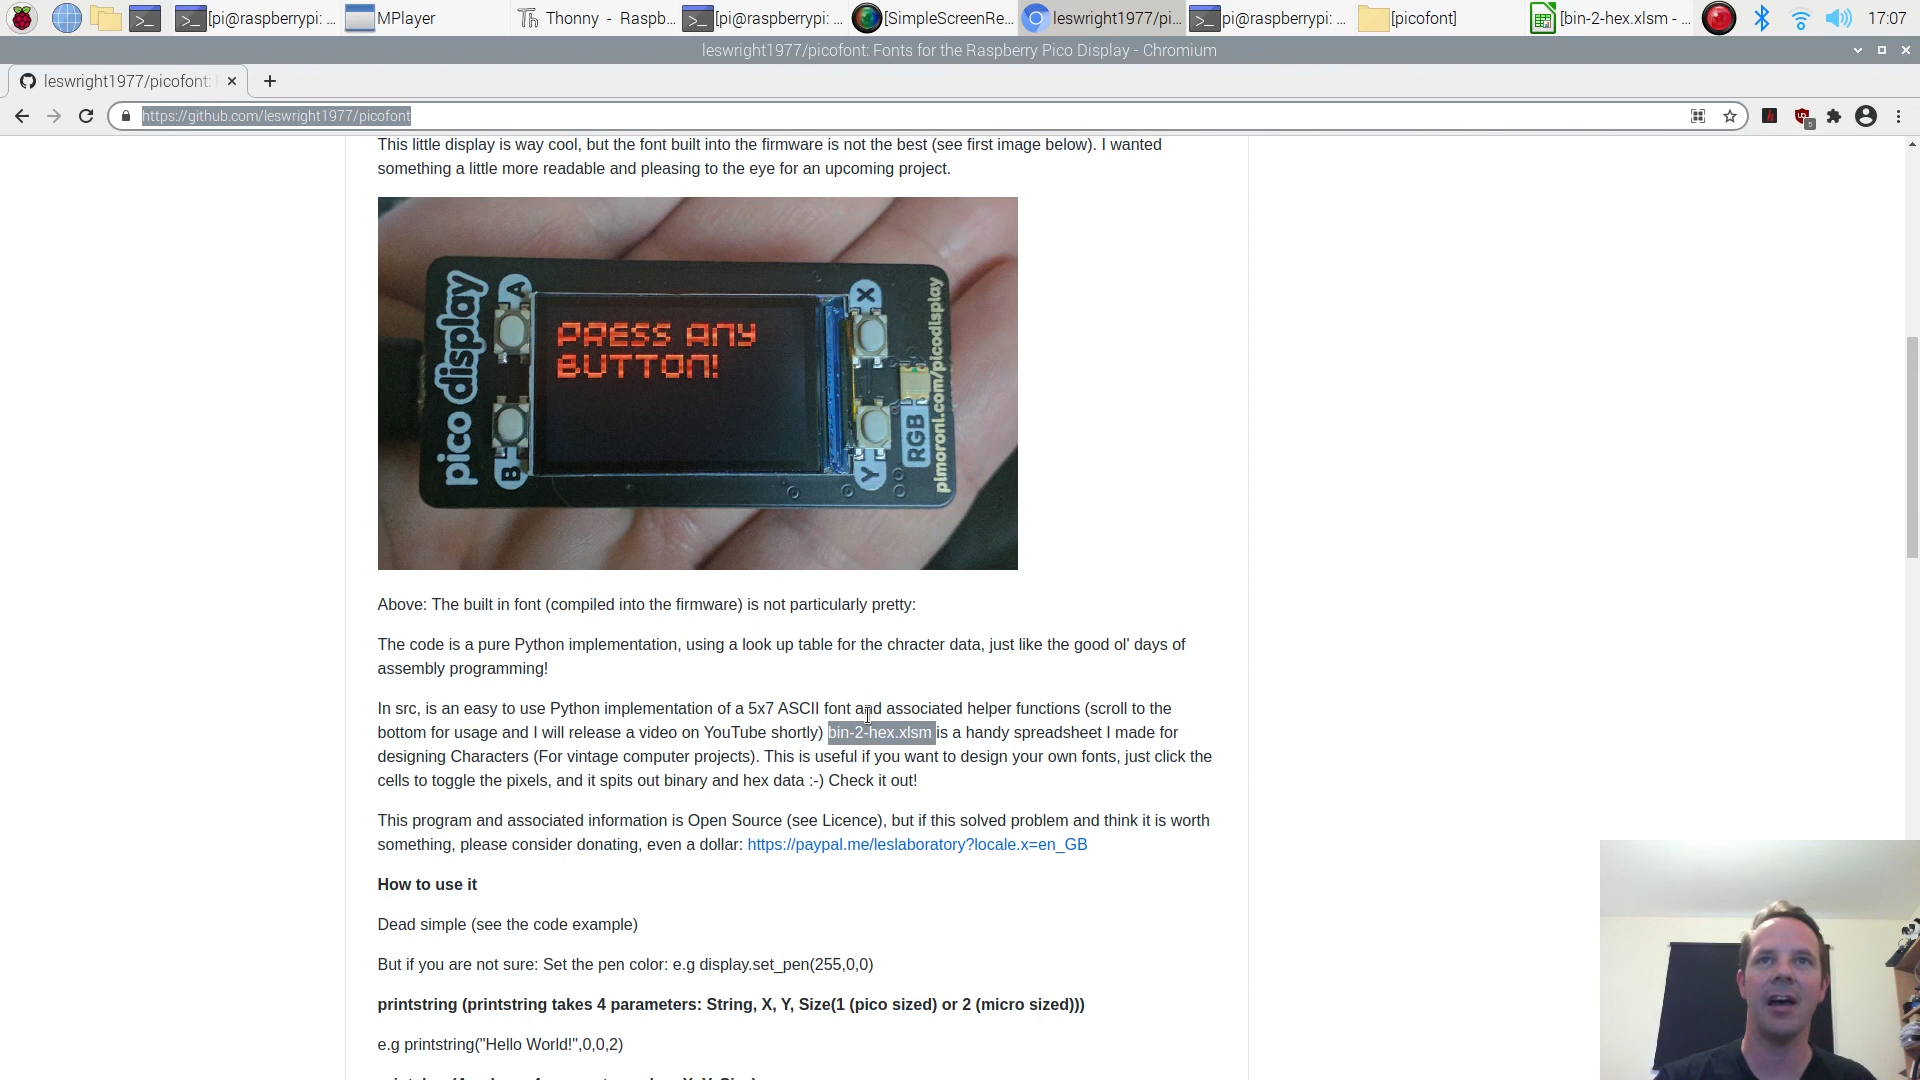 [pi@raspberrypi: ...
MPlayer
Thonny - Raspb...
[pi@raspberrypi: ...
[SimpleScreenRe...
leswright1977/pi...
pi@raspberrypi: ...
[picofont]
[bin-2-hex.xlsm - ...
17:07
leswright1977/picofont: Fonts for the Raspberry Pico Display - Chromium
leswright1977/picofont:
https://github.com/leswright1977/picofont
5
This little display is way cool, but the font built into the firmware is not the best (see first image below). I wanted
something a little more readable and pleasing to the eye for an upcoming project.
pico display
A
B
PRESS ANY
BUTTON!
X
Y
RGB
pimoroni.com/picodisplay
Above: The built in font (compiled into the firmware) is not particularly pretty:
The code is a pure Python implementation, using a look up table for the chracter data, just like the good ol' days of
assembly programming!
In src, is an easy to use Python implementation of a 5x7 ASCII font and associated helper functions (scroll to the
bottom for usage and I will release a video on YouTube shortly) bin-2-hex.xlsm is a handy spreadsheet I made for
designing Characters (For vintage computer projects). This is useful if you want to design your own fonts, just click the
cells to toggle the pixels, and it spits out binary and hex data :-) Check it out!
This program and associated information is Open Source (see Licence), but if this solved problem and think it is worth
something, please consider donating, even a dollar: https://paypal.me/leslaboratory?locale.x=en_GB
How to use it
Dead simple (see the code example)
But if you are not sure: Set the pen color: e.g display.set_pen(255,0,0)
printstring (printstring takes 4 parameters: String, X, Y, Size(1 (pico sized) or 2 (micro sized)))
e.g printstring("Hello World!",0,0,2)